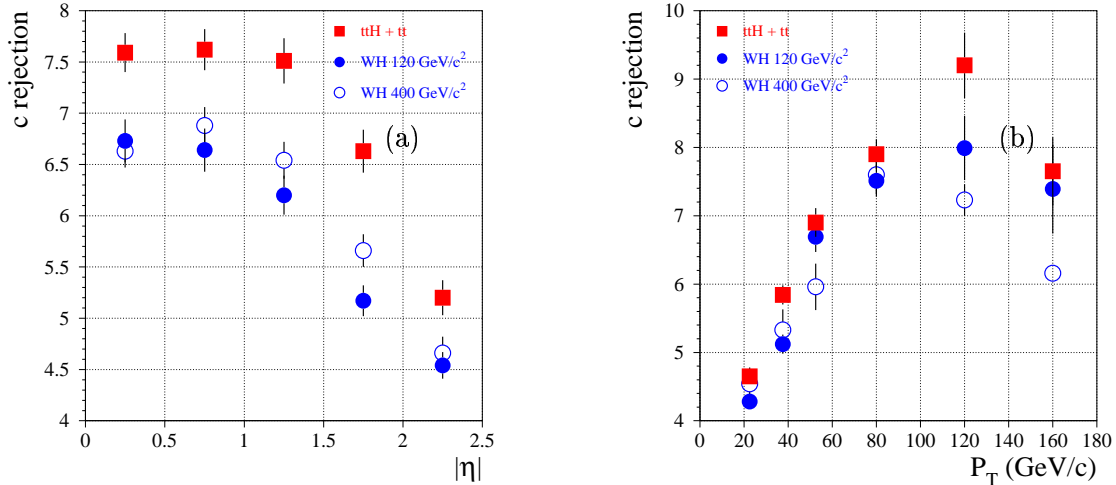 c rejection
8
7.5
7
6.5
6
5.5
5
4.5
4
ttH + tt
WH 120 GeV/c²
WH 400 GeV/c²
(a)
0 0.5 1 1.5 2 2.5
|η|
c rejection
10
9
8
7
6
5
4
ttH + tt
WH 120 GeV/c²
WH 400 GeV/c²
(b)
0 20 40 60 80 100 120 140 160 180
P_T (GeV/c)